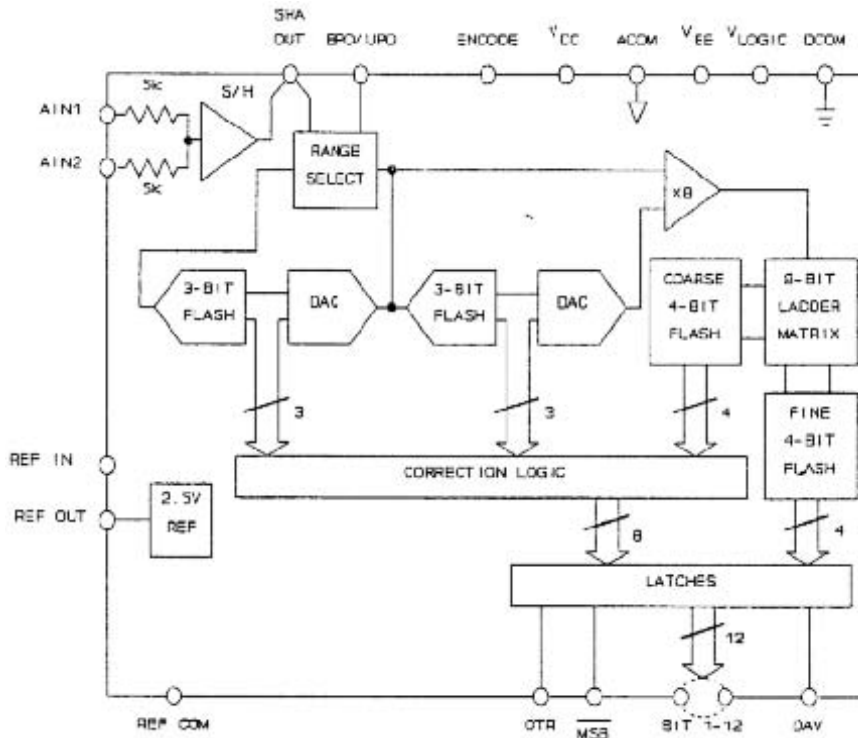 SHA
OUT
BPO/UPO
ENCODE
VCC
ACOM
VEE
VLOGIC
DCOM
5k
S/H
AIN1
AIN2
5k
RANGE
SELECT
x8
3-BIT
FLASH
DAC
3-BIT
FLASH
DAC
COARSE
4-BIT
FLASH
8-BIT
LADDER
MATRIX
3
3
4
FINE
4-BIT
FLASH
REF IN
CORRECTION LOGIC
REF OUT
2.5V
REF
8
4
LATCHES
12
REF COM
OTR
MSB
BIT 1-12
DAV